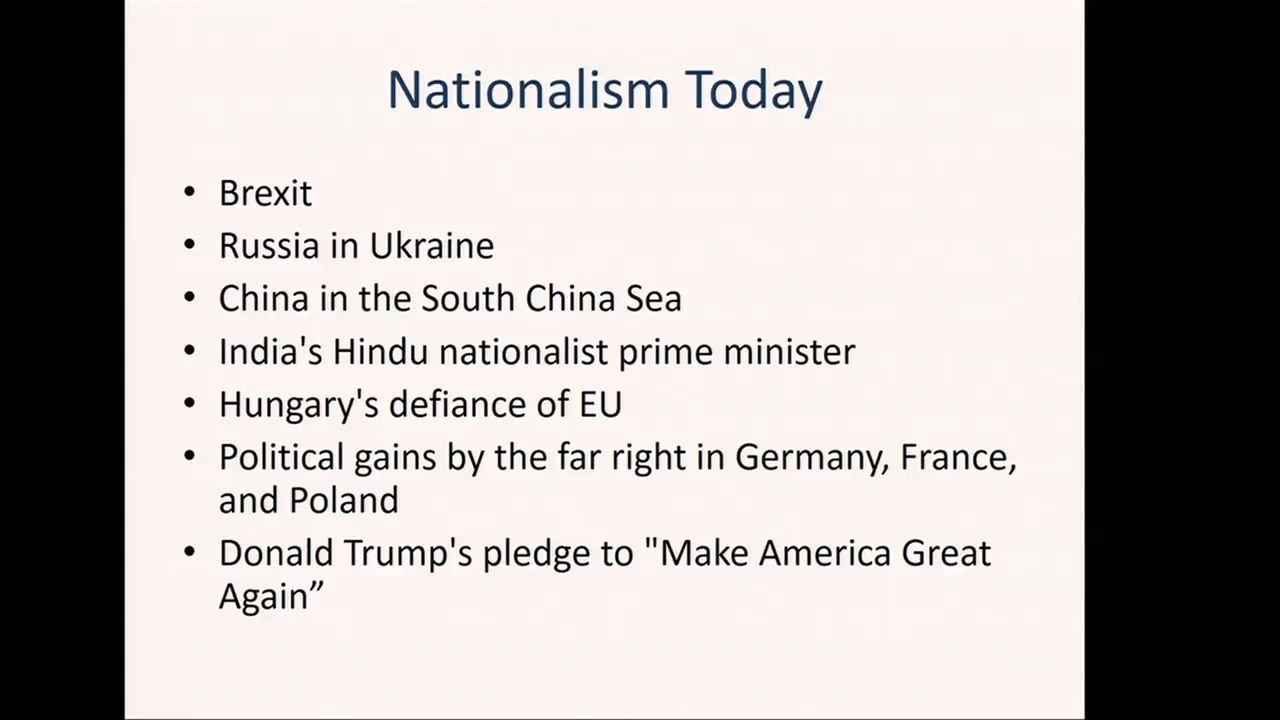 Nationalism Today
• Brexit
• Russia in Ukraine
• China in the South China Sea
• India's Hindu nationalist prime minister
• Hungary's defiance of EU
• Political gains by the far right in Germany, France,
and Poland
• Donald Trump's pledge to "Make America Great
Again”